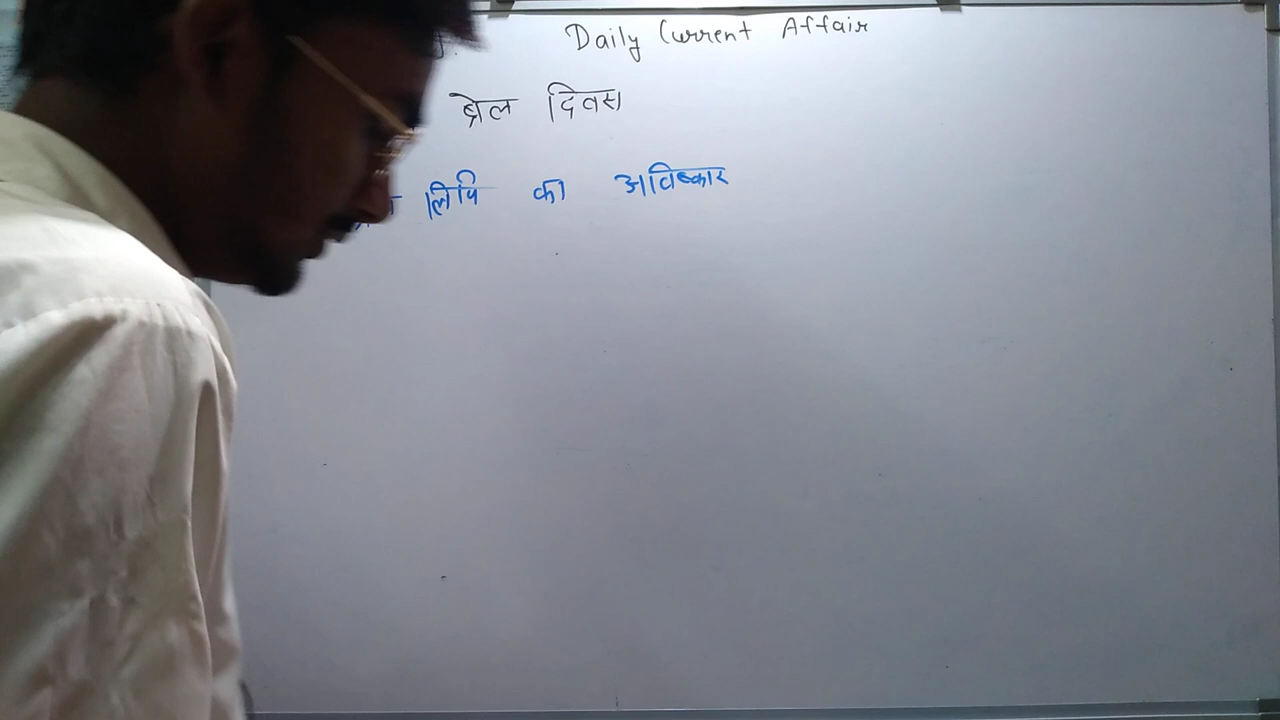 Daily Current Affair
ब्रेल दिवस
लिपि का अविष्कार